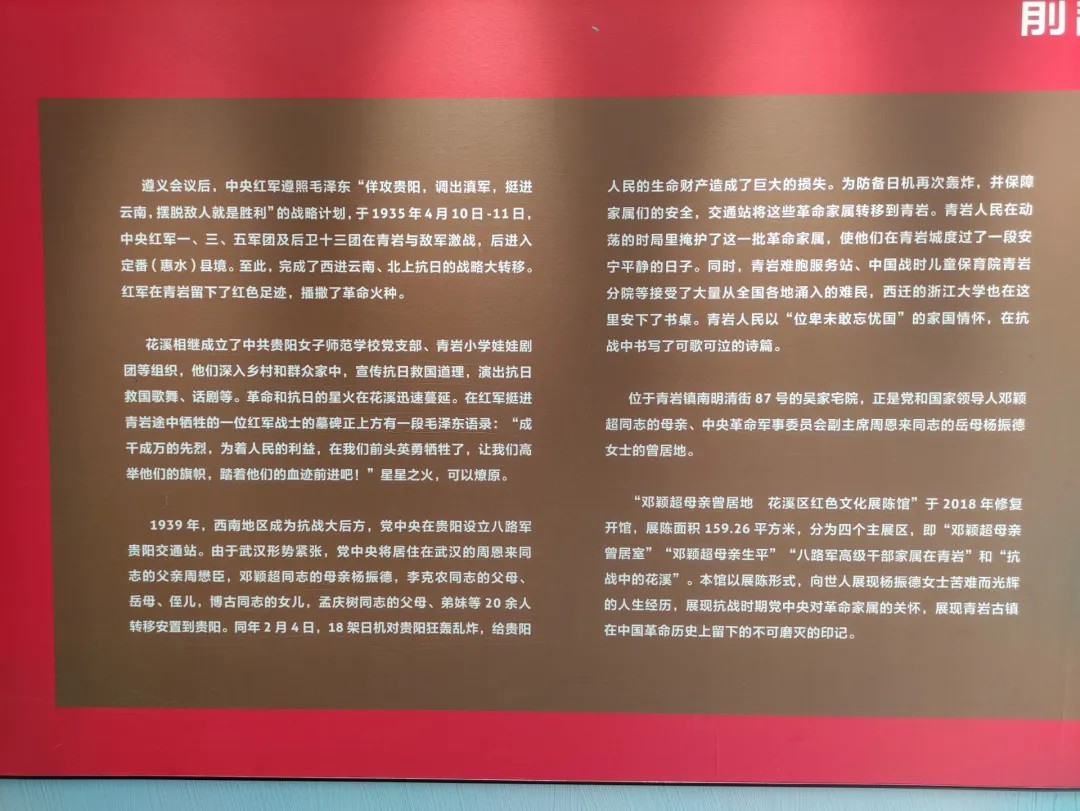 前
遵义会议后，中央红军遵照毛泽东“佯攻贵阳，调出滇军，挺进
云南，摆脱敌人就是胜利”的战略计划，于1935年4月10日-11日，
中央红军一、三、五军团及后卫十三团在青岩与敌军激战，后进入
定番（惠水）县境。至此，完成了西进云南、北上抗日的战略大转移。
红军在青岩留下了红色足迹，播撒了革命火种。
花溪相继成立了中共贵阳女子师范学校党支部、青岩小学娃娃剧
团等组织，他们深入乡村和群众家中，宣传抗日救国道理，演出抗日
救国歌舞、话剧等。革命和抗日的星火在花溪迅速蔓延。在红军挺进
青岩途中牺牲的一位红军战士的墓碑正上方有一段毛泽东语录：“成
千成万的先烈，为着人民的利益，在我们前头英勇牺牲了，让我们高
举他们的旗帜，踏着他们的血迹前进吧！”星星之火，可以燎原。
1939年，西南地区成为抗战大后方，党中央在贵阳设立八路军
贵阳交通站。由于武汉形势紧张，党中央将居住在武汉的周恩来同
志的父亲周懋臣，邓颖超同志的母亲杨振德，李克农同志的父母、
岳母、侄儿，博古同志的女儿，孟庆树同志的父母、弟妹等20余人
转移安置到贵阳。同年2月4日，18架日机对贵阳狂轰乱炸，给贵阳
人民的生命财产造成了巨大的损失。为防备日机再次轰炸，并保障
家属们的安全，交通站将这些革命家属转移到青岩。青岩人民在动
荡的时局里掩护了这一批革命家属，使他们在青岩城度过了一段安
宁平静的日子。同时，青岩难胞服务站、中国战时儿童保育院青岩
分院等接受了大量从全国各地涌入的难民，西迁的浙江大学也在这
里安下了书桌。青岩人民以“位卑未敢忘忧国”的家国情怀，在抗
战中书写了可歌可泣的诗篇。
位于青岩镇南明清街87号的吴家宅院，正是党和国家领导人邓颖
超同志的母亲、中央革命军事委员会副主席周恩来同志的岳母杨振德
女士的曾居地。
“邓颖超母亲曾居地　花溪区红色文化展陈馆”于2018年修复
开馆，展陈面积159.26平方米，分为四个主展区，即“邓颖超母亲
曾居室”“邓颖超母亲生平”“八路军高级干部家属在青岩”和“抗
战中的花溪”。本馆以展陈形式，向世人展现杨振德女士苦难而光辉
的人生经历，展现抗战时期党中央对革命家属的关怀，展现青岩古镇
在中国革命历史上留下的不可磨灭的印记。